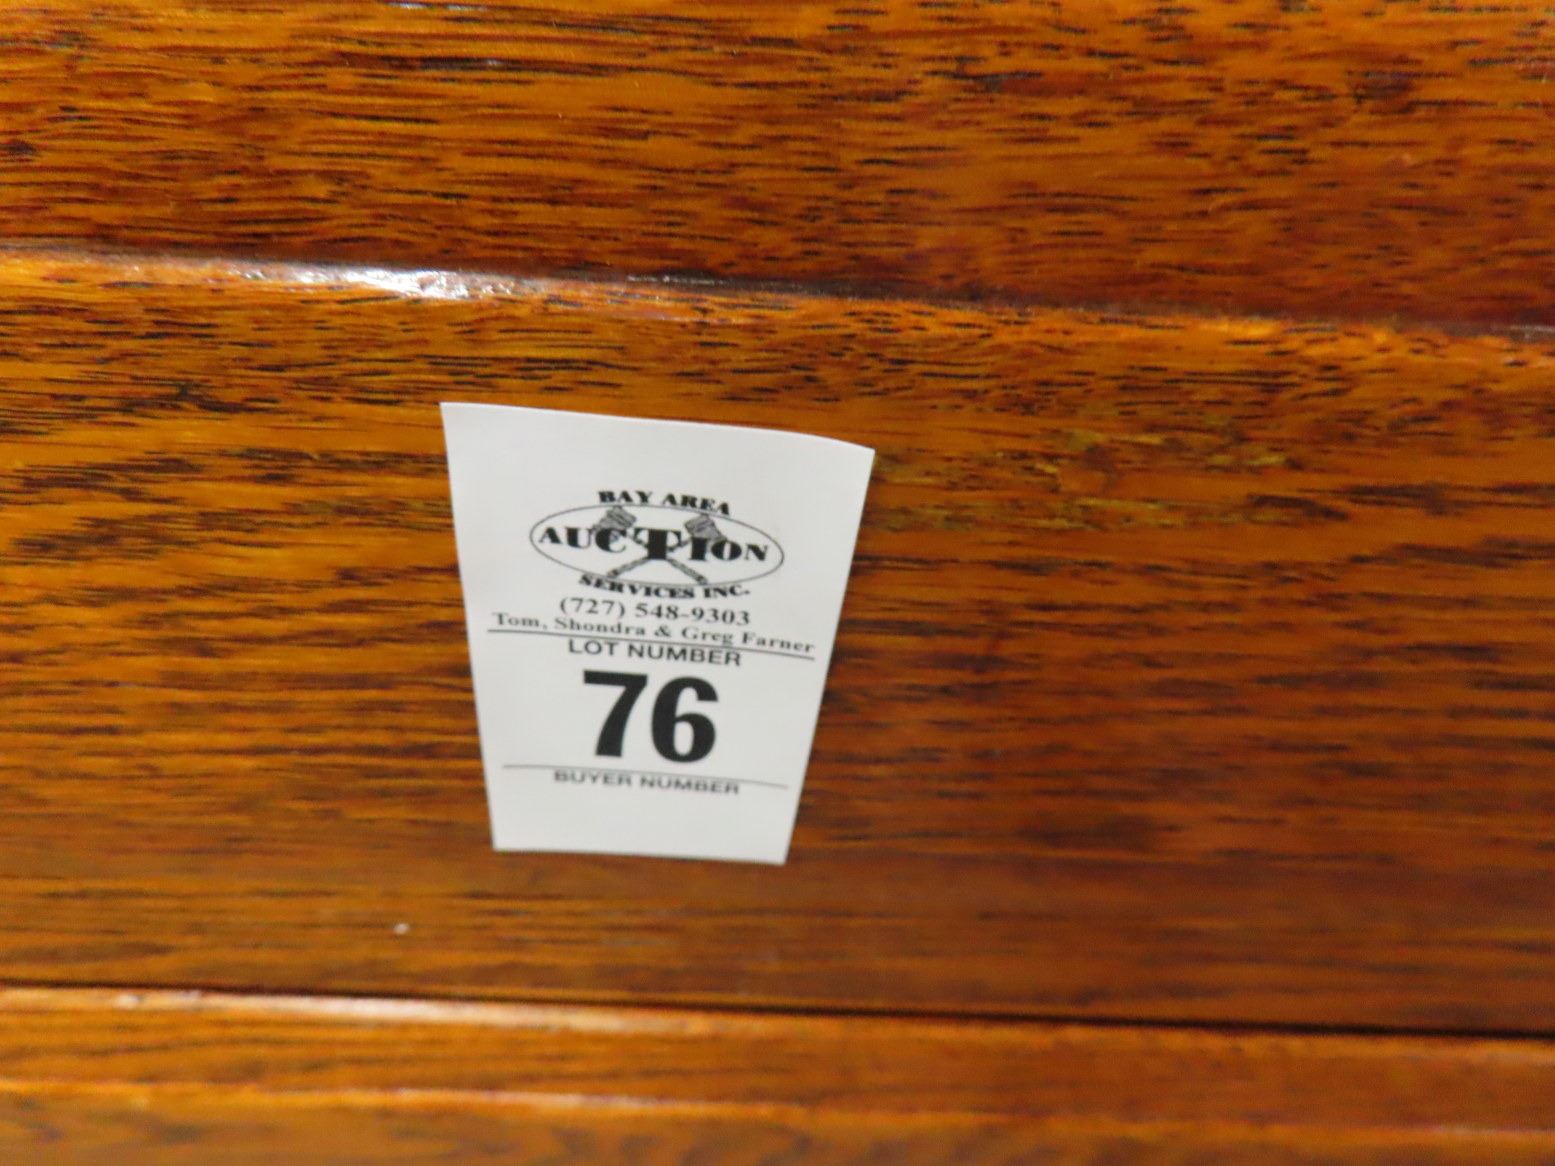 BAY AREA
AUCTION
SERVICES INC.
(727) 548-9303
Tom, Shondra & Greg Farner
LOT NUMBER
76
BUYER NUMBER